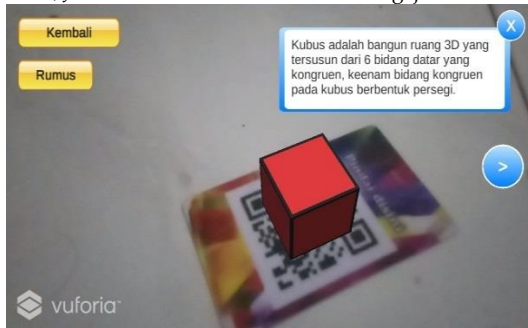 Kembali
Rumus
X
Kubus adalah bangun ruang 3D yang
tersusun dari 6 bidang datar yang
kongruen, keenam bidang kongruen
pada kubus berbentuk persegi.
>
vuforia